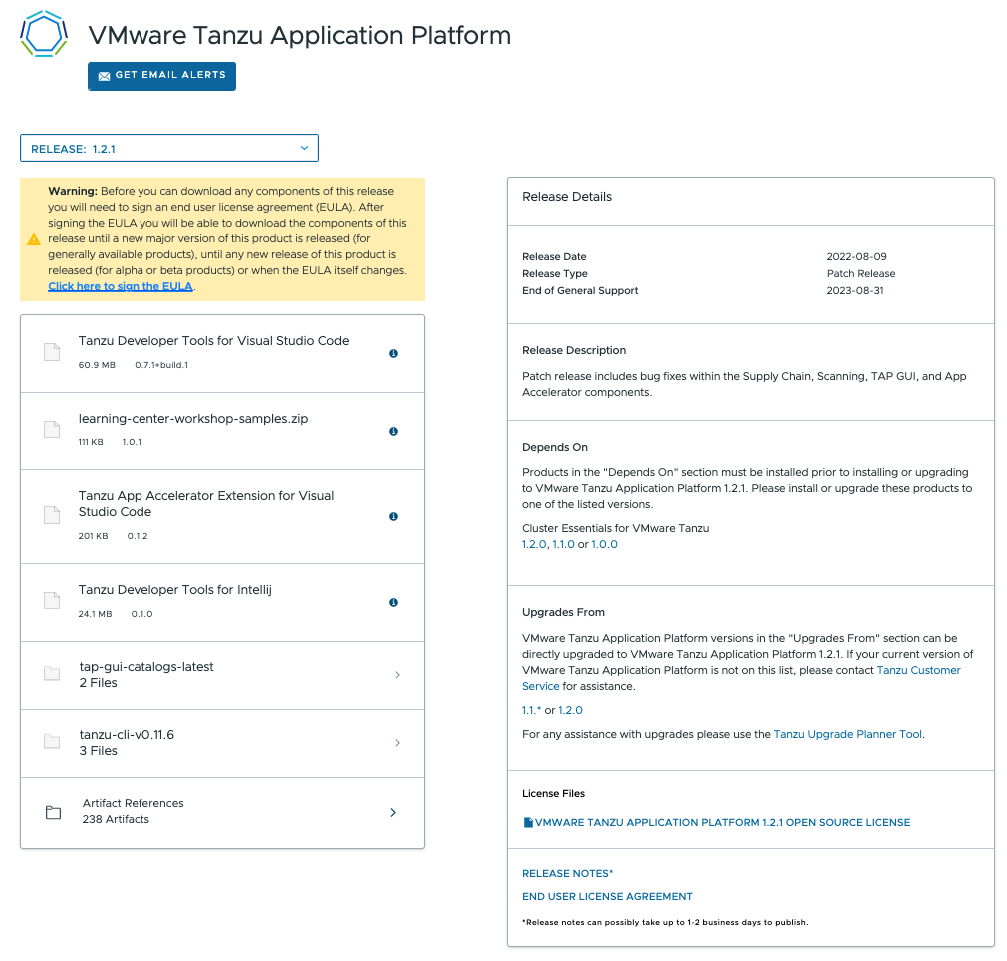 VMware Tanzu Application Platform
GET EMAIL ALERTS
RELEASE: 1.2.1
Warning: Before you can download any components of this release
you will need to sign an end user license agreement (EULA). After
signing the EULA you will be able to download the components of this
release until a new major version of this product is released (for
generally available products), until any new release of this product is
released (for alpha or beta products) or when the EULA itself changes.
Click here to sign the EULA.
Tanzu Developer Tools for Visual Studio Code
60.9 MB 0.7.1+build.1
learning-center-workshop-samples.zip
111 KB 1.0.1
Tanzu App Accelerator Extension for Visual
Studio Code
201 KB 0.1.2
Tanzu Developer Tools for Intellij
24.1 MB 0.1.0
tap-gui-catalogs-latest
2 Files
tanzu-cli-v0.11.6
3 Files
Artifact References
238 Artifacts
Release Details
Release Date 2022-08-09
Release Type Patch Release
End of General Support 2023-08-31
Release Description
Patch release includes bug fixes within the Supply Chain, Scanning, TAP GUI, and App
Accelerator components.
Depends On
Products in the "Depends On" section must be installed prior to installing or upgrading
to VMware Tanzu Application Platform 1.2.1. Please install or upgrade these products to
one of the listed versions.
Cluster Essentials for VMware Tanzu
1.2.0, 1.1.0 or 1.0.0
Upgrades From
VMware Tanzu Application Platform versions in the "Upgrades From" section can be
directly upgraded to VMware Tanzu Application Platform 1.2.1. If your current version of
VMware Tanzu Application Platform is not on this list, please contact Tanzu Customer
Service for assistance.
1.1.* or 1.2.0
For any assistance with upgrades please use the Tanzu Upgrade Planner Tool.
License Files
VMWARE TANZU APPLICATION PLATFORM 1.2.1 OPEN SOURCE LICENSE
RELEASE NOTES*
END USER LICENSE AGREEMENT
*Release notes can possibly take up to 1-2 business days to publish.